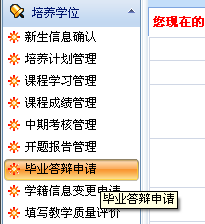 培养学位
您现在的
新生信息确认
培养计划管理
课程学习管理
课程成绩管理
中期考核管理
开题报告管理
毕业答辩申请
学籍信息变更申请
毕业答辩申请
填写教学质量评价